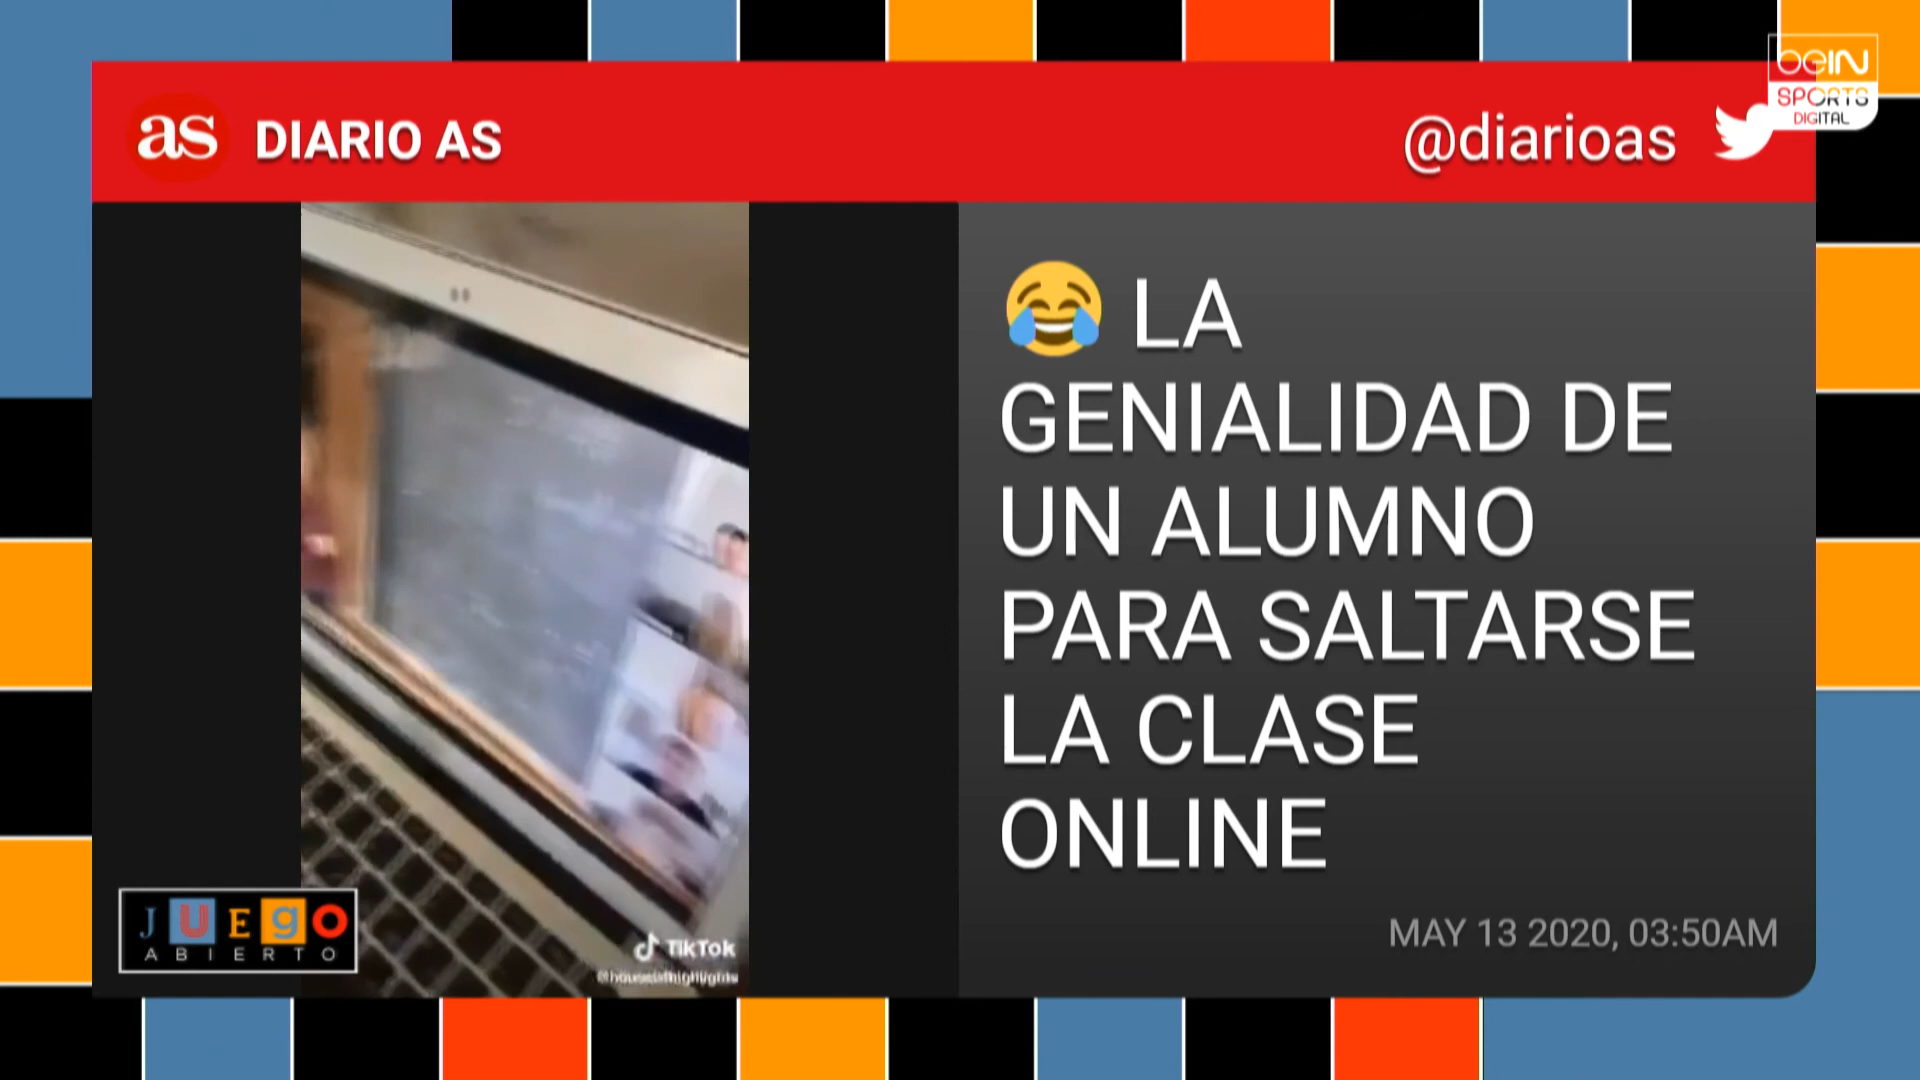 beIN
SPORTS
DIGITAL
as DIARIO AS
@diarioas
😂 LA
GENIALIDAD DE
UN ALUMNO
PARA SALTARSE
LA CLASE
ONLINE
MAY 13 2020, 03:50AM
JUEgO
ABIERTO
TikTok